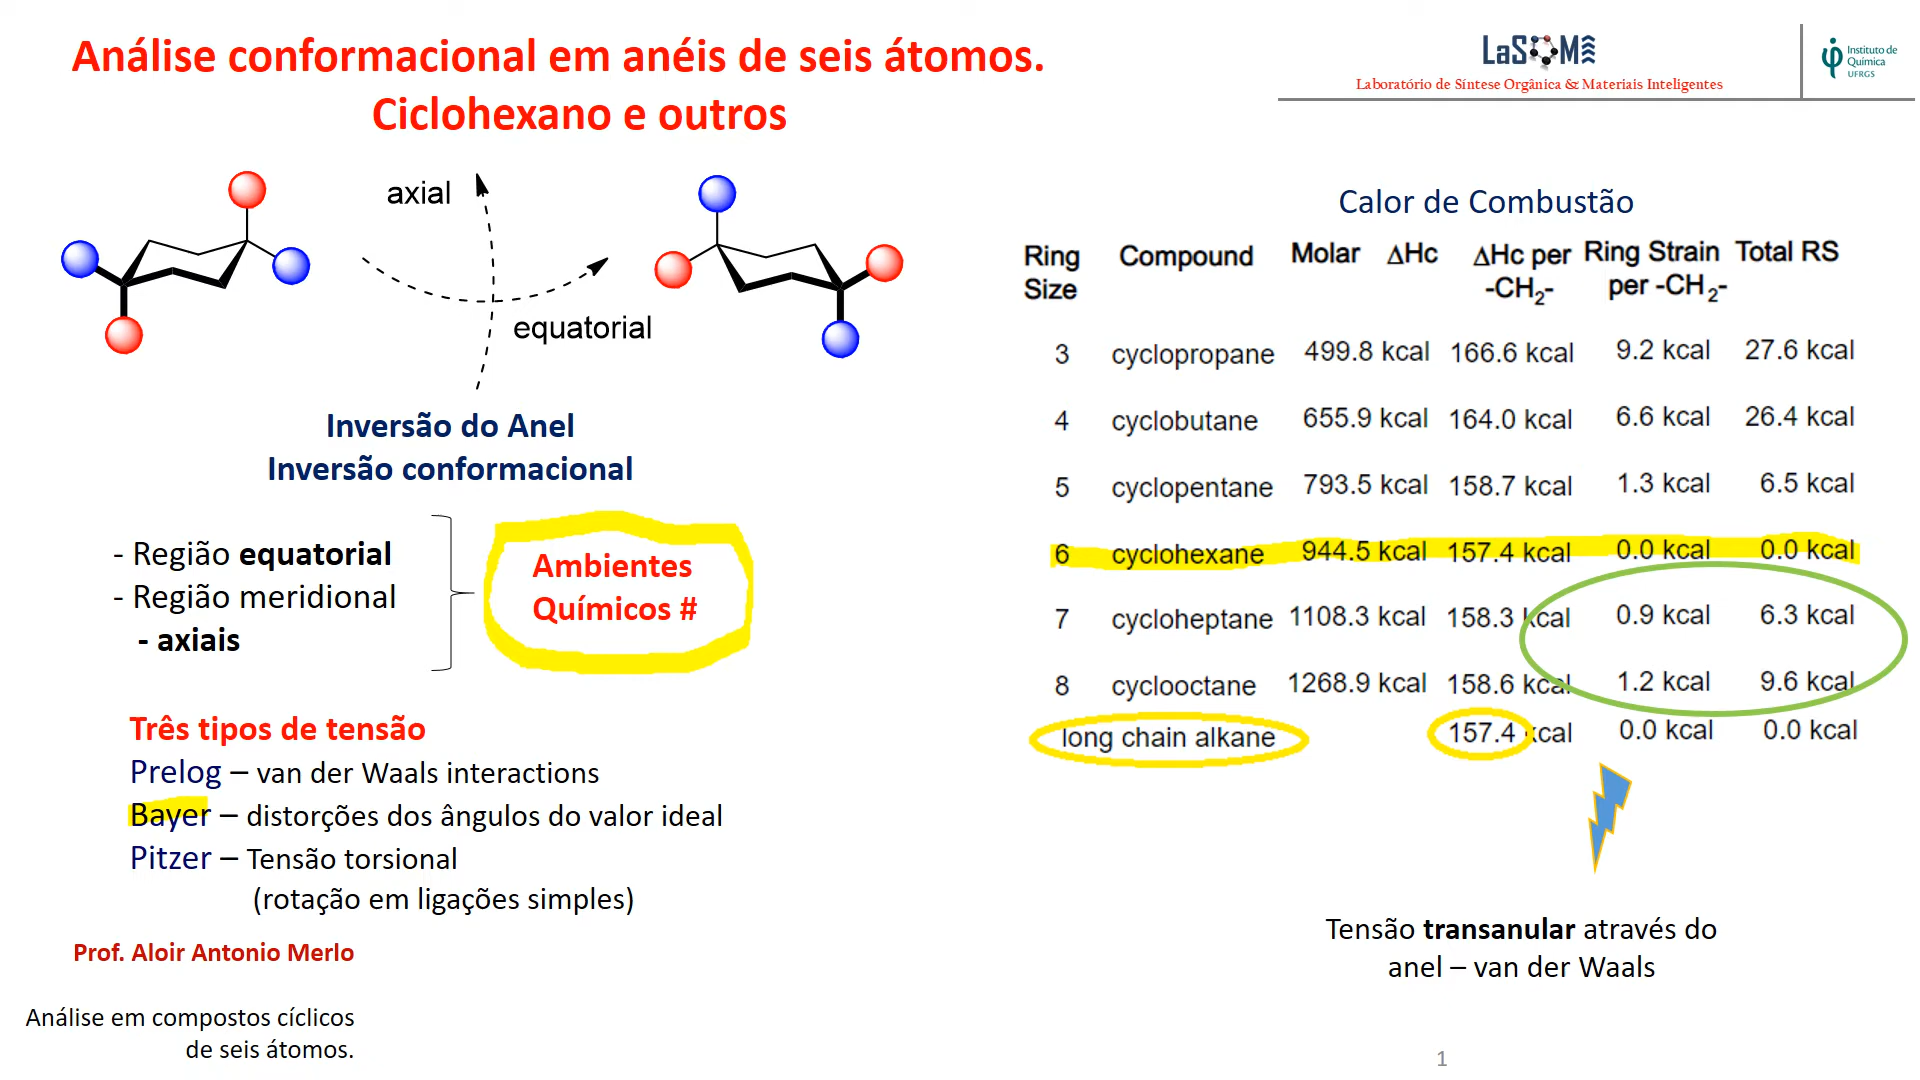 Análise conformacional em anéis de seis átomos.
Ciclohexano e outros
LaSOMI
Laboratório de Síntese Orgânica & Materiais Inteligentes
Instituto de
Química
UFRGS
axial
equatorial
Inversão do Anel
Inversão conformacional
- Região equatorial
- Região meridional
- axiais
Ambientes
Químicos #
Três tipos de tensão
Prelog – van der Waals interactions
Bayer – distorções dos ângulos do valor ideal
Pitzer – Tensão torsional
(rotação em ligações simples)
Prof. Aloir Antonio Merlo
Análise em compostos cíclicos
de seis átomos.
Calor de Combustão
Ring Size Compound Molar ΔHc ΔHc per -CH2- Ring Strain per -CH2- Total RS
3 cyclopropane 499.8 kcal 166.6 kcal 9.2 kcal 27.6 kcal
4 cyclobutane 655.9 kcal 164.0 kcal 6.6 kcal 26.4 kcal
5 cyclopentane 793.5 kcal 158.7 kcal 1.3 kcal 6.5 kcal
6 cyclohexane 944.5 kcal 157.4 kcal 0.0 kcal 0.0 kcal
7 cycloheptane 1108.3 kcal 158.3 kcal 0.9 kcal 6.3 kcal
8 cyclooctane 1268.9 kcal 158.6 kcal 1.2 kcal 9.6 kcal
long chain alkane 157.4 kcal 0.0 kcal 0.0 kcal
Tensão transanular através do
anel – van der Waals
1